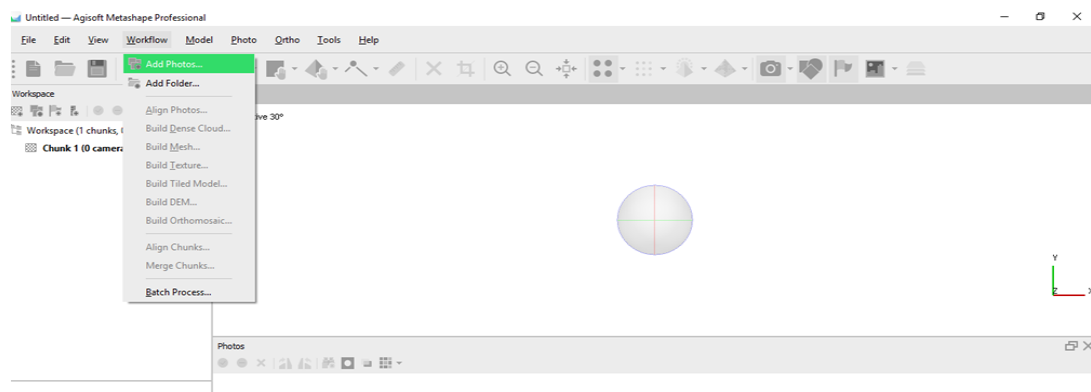 Untitled — Agisoft Metashape Professional
File Edit View Workflow Model Photo Ortho Tools Help
Add Photos...
Add Folder...
Align Photos...
Build Dense Cloud...
Build Mesh...
Build Texture...
Build Tiled Model...
Build DEM...
Build Orthomosaic...
Align Chunks...
Merge Chunks...
Batch Process...
Workspace
Workspace (1 chunks,
Chunk 1 (0 camera
30°
Y
Z X
Photos